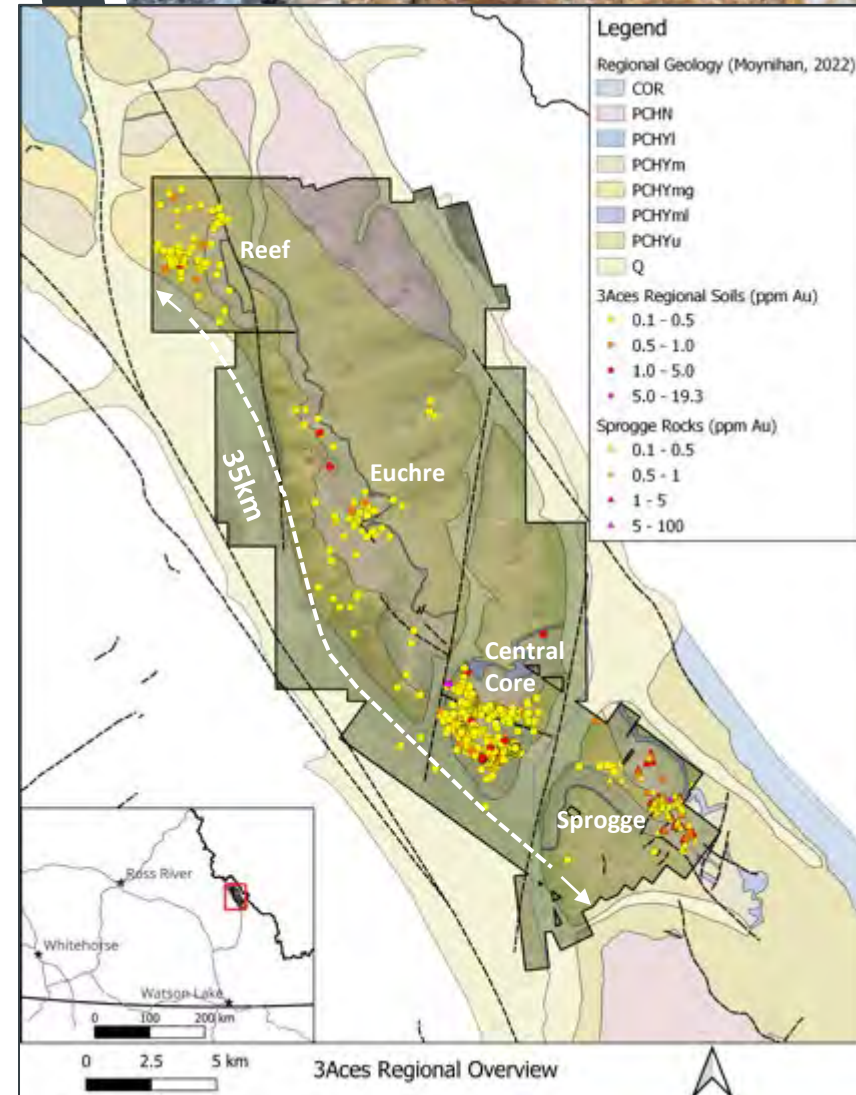 Legend
Regional Geology (Moynihan, 2022)
COR
PCHN
PCHYl
PCHYm
PCHYmg
PCHYml
PCHYu
Q
3Aces Regional Soils (ppm Au)
0.1 - 0.5
0.5 - 1.0
1.0 - 5.0
5.0 - 19.3
Sprogge Rocks (ppm Au)
0.1 - 0.5
0.5 - 1
1 - 5
5 - 100
Reef
35km
Euchre
Central
Core
Sprogge
Ross River
Whitehorse
Watson Lake
0 100 200 km
0 2.5 5 km
3Aces Regional Overview